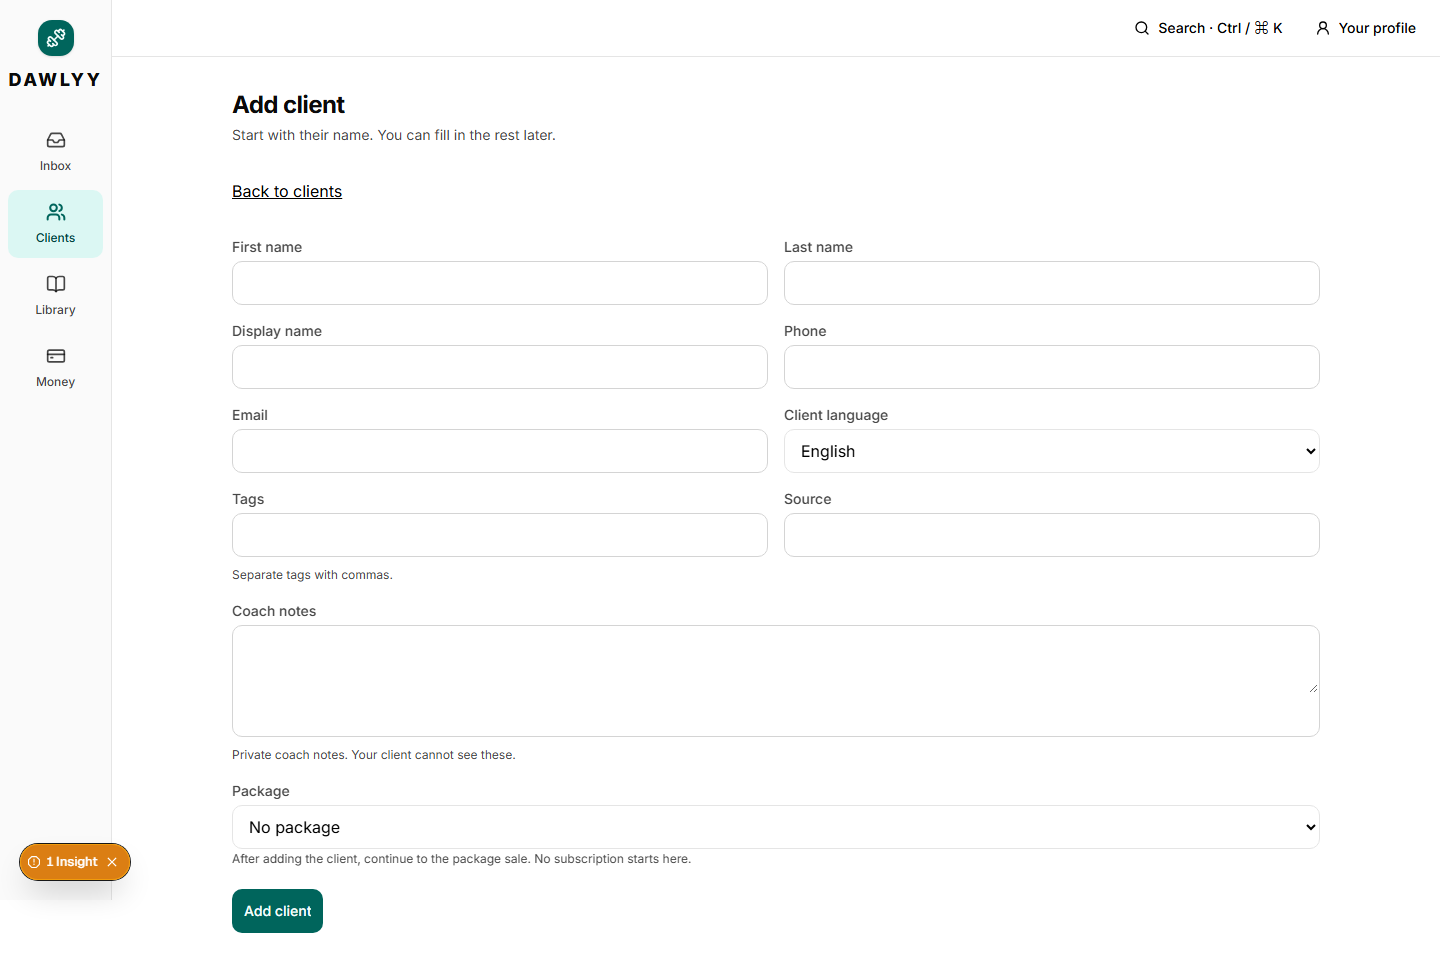 DAWLYY
Inbox
Clients
Library
Money
1 Insight
Search · Ctrl / ⌘ K
Your profile
Add client
Start with their name. You can fill in the rest later.
Back to clients
First name
Last name
Display name
Phone
Email
Client language
English
Tags
Source
Separate tags with commas.
Coach notes
Private coach notes. Your client cannot see these.
Package
No package
After adding the client, continue to the package sale. No subscription starts here.
Add client